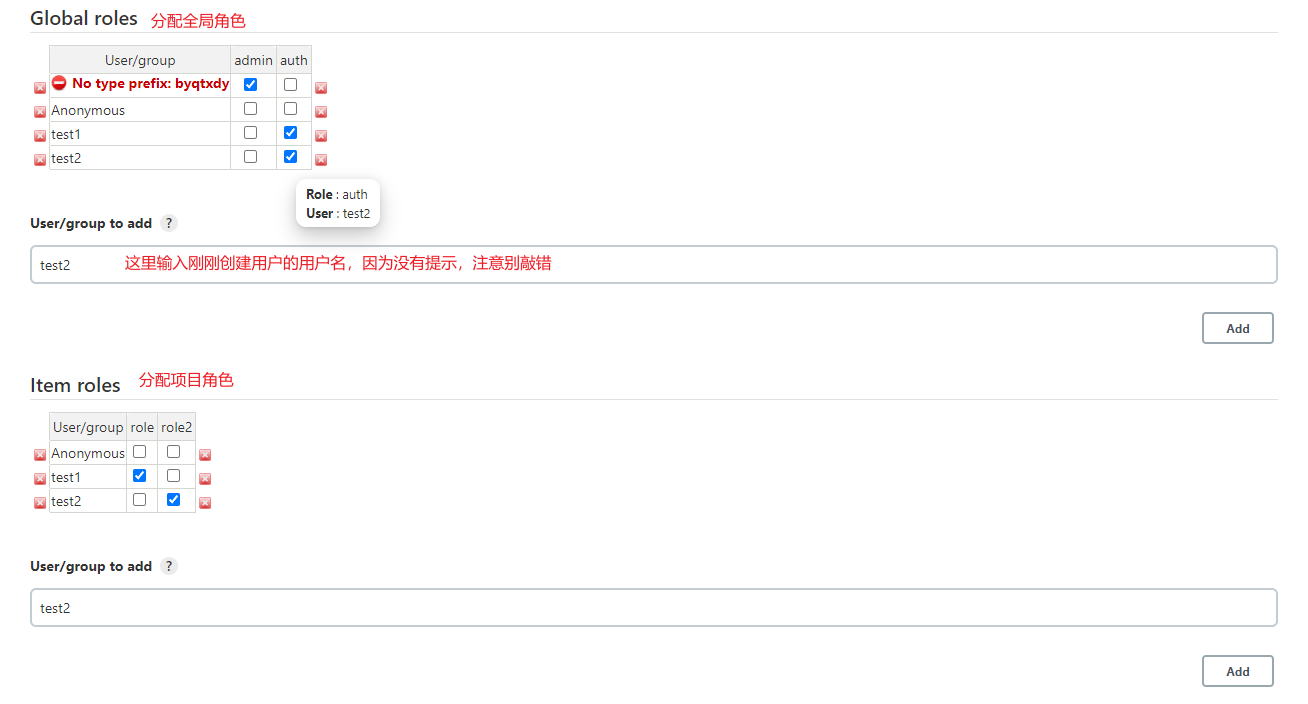 Global roles 分配全局角色
User/group admin auth
No type prefix: byqtxdy
Anonymous
test1
test2
Role : auth
User : test2
User/group to add ?
test2 这里输入刚刚创建用户的用户名，因为没有提示，注意别敲错
Add
Item roles 分配项目角色
User/group role role2
Anonymous
test1
test2
User/group to add ?
test2
Add